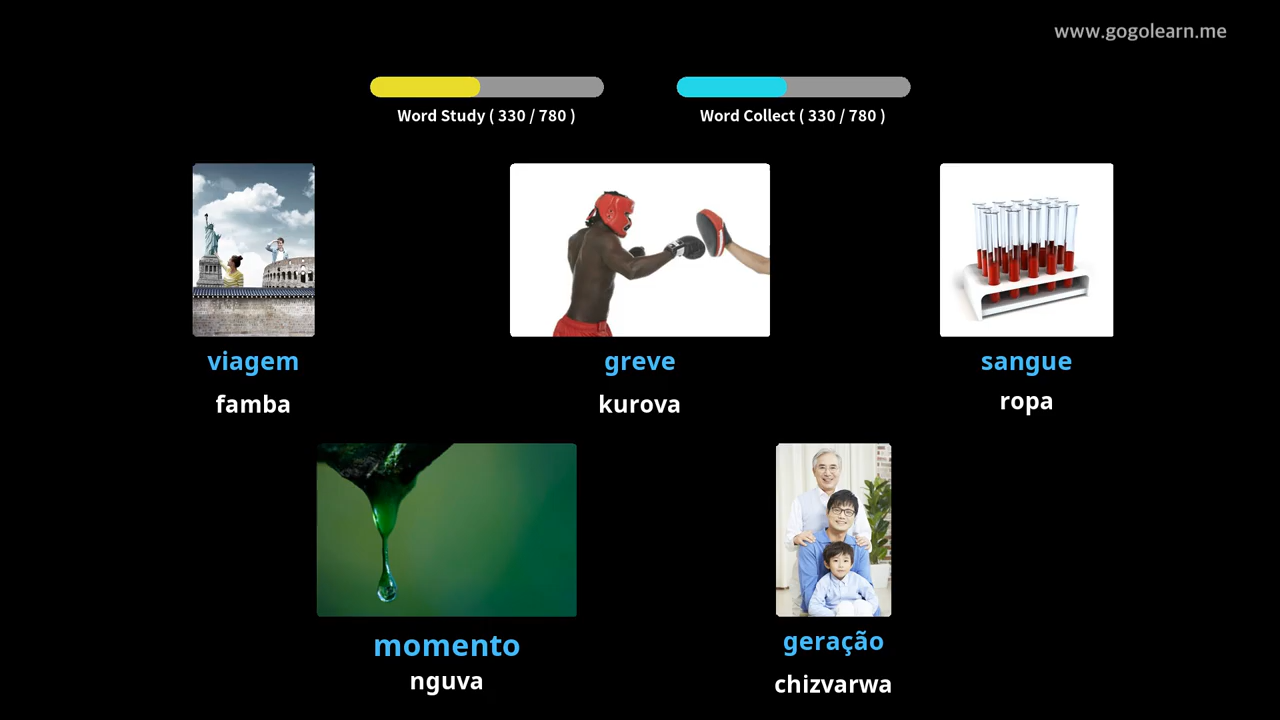 www.gogolearn.me
Word Study ( 330 / 780 )
Word Collect ( 330 / 780 )
viagem
famba
greve
kurova
sangue
ropa
momento
nguva
geração
chizvarwa